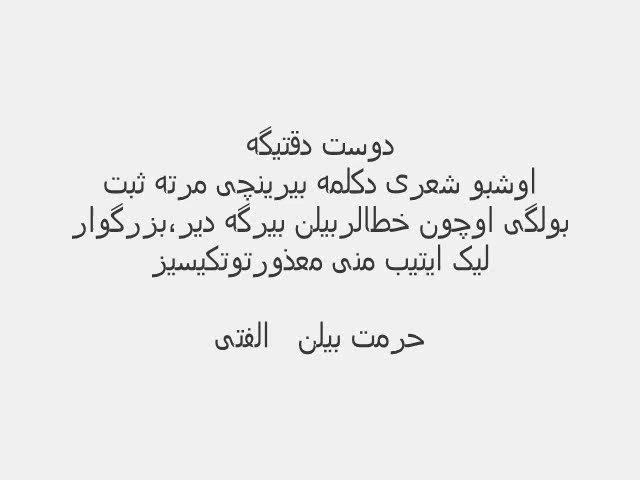 دوست دقتیگه
اوشبو شعری دکلمه بیرینچی مرته ثبت
بولگی اوچون خطالربیلن بیرگه دیر،بزرگوار
لیک ایتیب منی معذورتوتکیسیز
حرمت بیلن الفتی